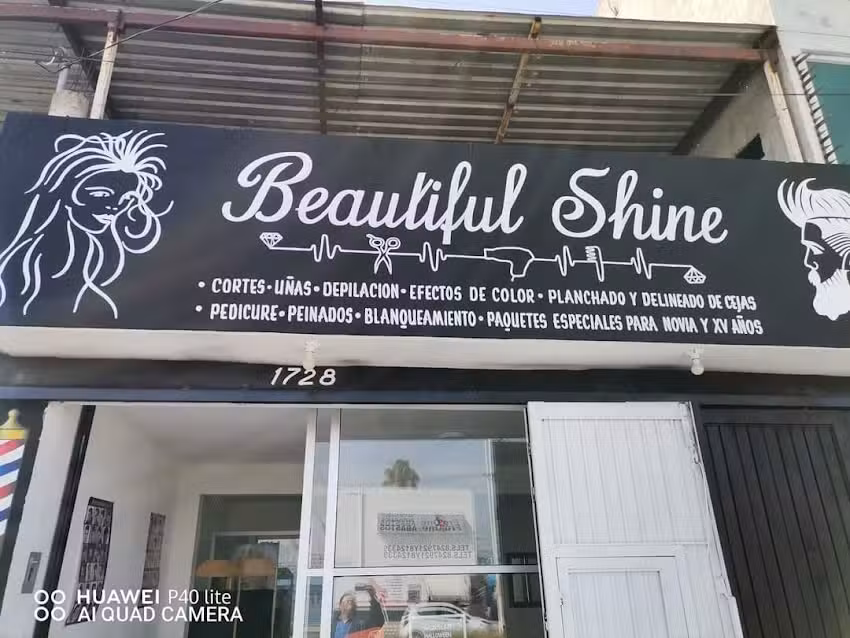 Beautiful Shine
• CORTES • UÑAS • DEPILACION • EFECTOS DE COLOR • PLANCHADO Y DELINEADO DE CEJAS
• PEDICURE • PEINADOS • BLANQUEAMIENTO • PAQUETES ESPECIALES PARA NOVIA Y XV AÑOS
1728
HUAWEI P40 lite
AI QUAD CAMERA